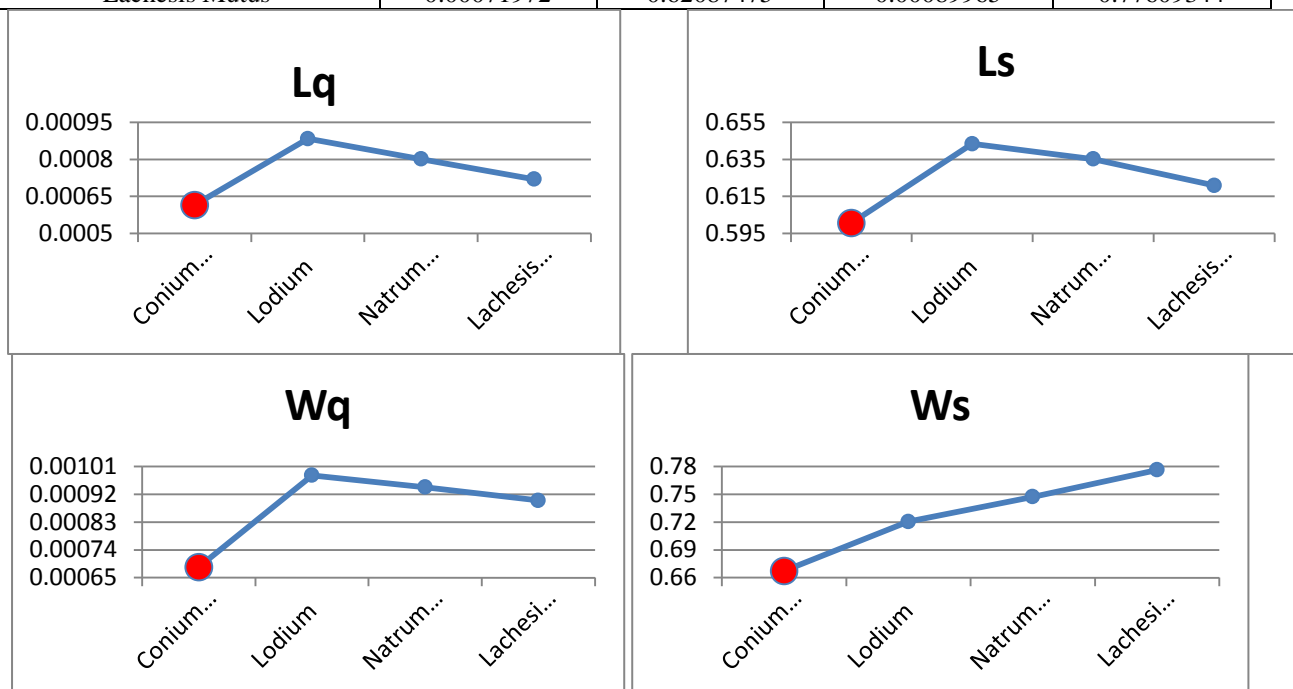 Lachesis Mutus
Lq
0.00095
0.0008
0.00065
0.0005
Conium...
Lodium
Natrum...
Lachesis...
Ls
0.655
0.635
0.615
0.595
Conium...
Lodium
Natrum...
Lachesis...
Wq
0.00101
0.00092
0.00083
0.00074
0.00065
Conium...
Lodium
Natrum...
Lachesi...
Ws
0.78
0.75
0.72
0.69
0.66
Conium...
Lodium
Natrum...
Lachesi...